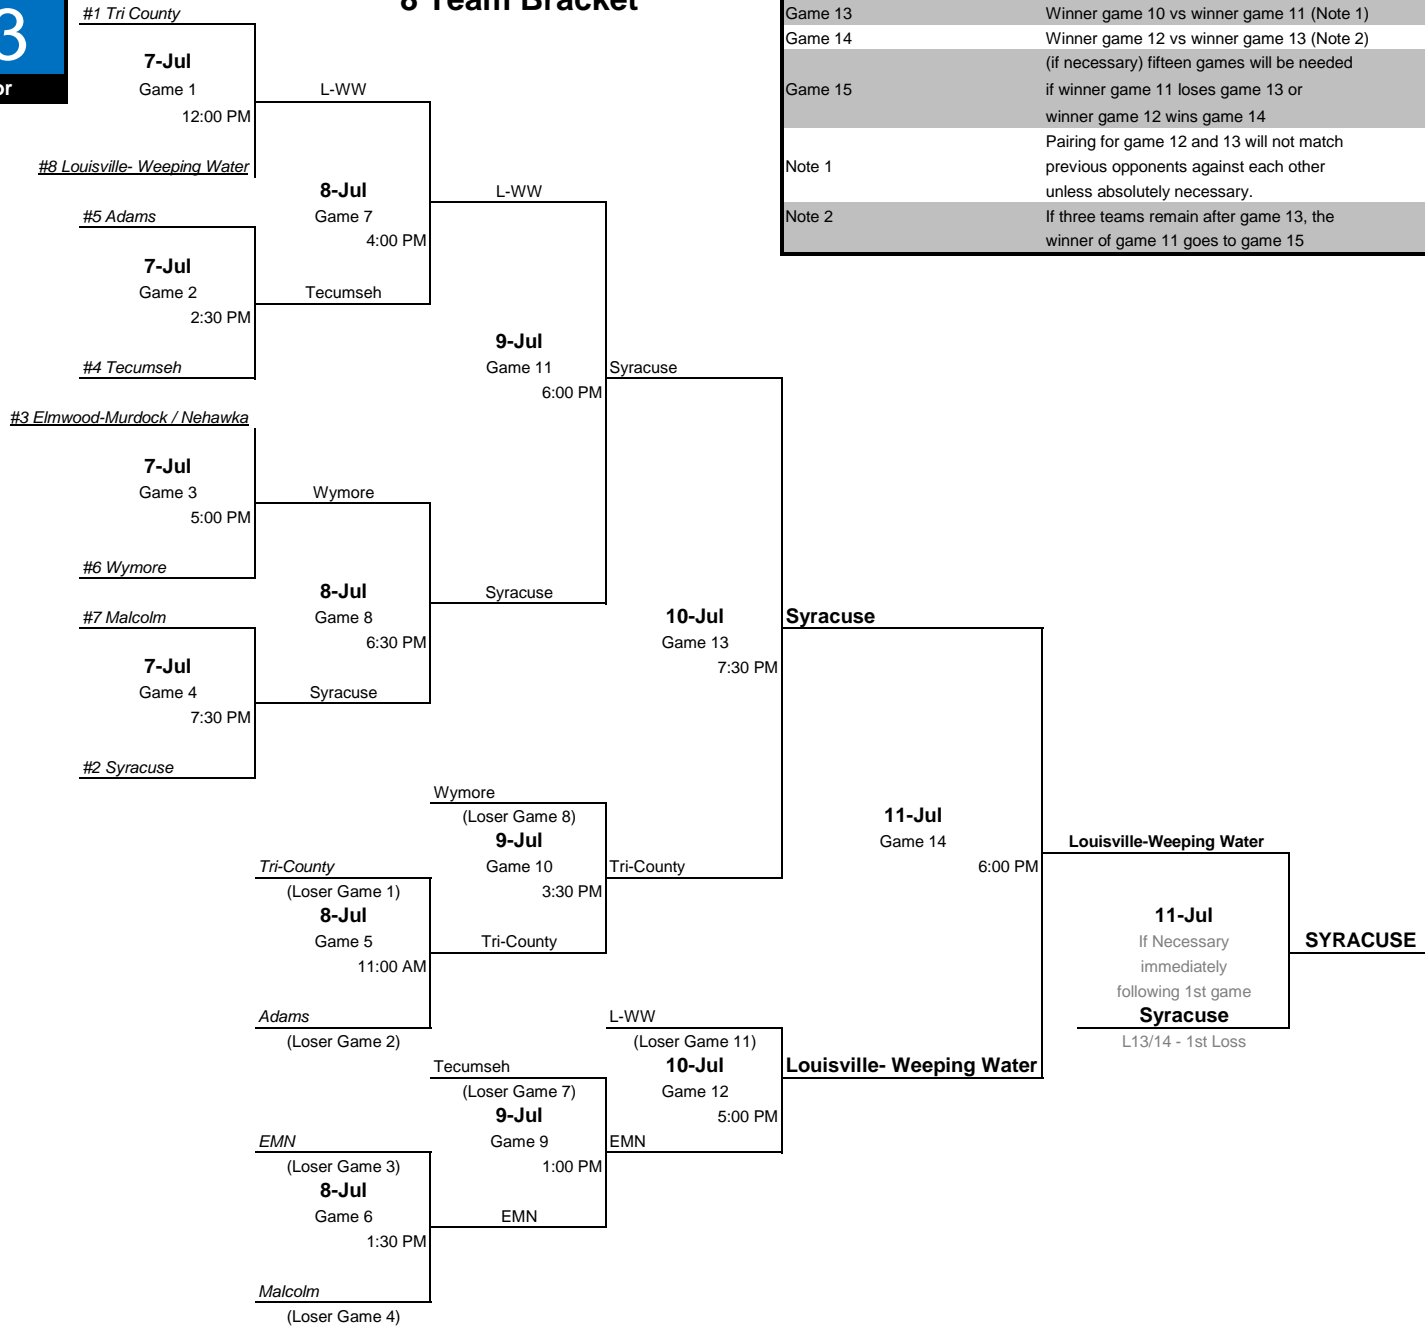 8 Team Bracket
3
or
Game 13 Winner game 10 vs winner game 11 (Note 1)
Game 14 Winner game 12 vs winner game 13 (Note 2)
(if necessary) fifteen games will be needed
Game 15 if winner game 11 loses game 13 or
winner game 12 wins game 14
Pairing for game 12 and 13 will not match
Note 1 previous opponents against each other
unless absolutely necessary.
Note 2 If three teams remain after game 13, the
winner of game 11 goes to game 15
#1 Tri County
7-Jul
Game 1
12:00 PM
#8 Louisville- Weeping Water
L-WW
#5 Adams
7-Jul
Game 2
2:30 PM
#4 Tecumseh
8-Jul
Game 7
4:00 PM
Tecumseh
L-WW
#3 Elmwood-Murdock / Nehawka
7-Jul
Game 3
5:00 PM
#6 Wymore
Wymore
#7 Malcolm
7-Jul
Game 4
7:30 PM
#2 Syracuse
8-Jul
Game 8
6:30 PM
Syracuse
Syracuse
9-Jul
Game 11
6:00 PM
Syracuse
10-Jul
Game 13
7:30 PM
Syracuse
Wymore
(Loser Game 8)
9-Jul
Game 10
3:30 PM
Tri-County
Tri-County
(Loser Game 1)
8-Jul
Game 5
11:00 AM
Tri-County
Adams
(Loser Game 2)
11-Jul
Game 14
6:00 PM
Louisville-Weeping Water
11-Jul
If Necessary
immediately
following 1st game
Syracuse
L13/14 - 1st Loss
SYRACUSE
L-WW
(Loser Game 11)
10-Jul
Game 12
5:00 PM
Louisville- Weeping Water
Tecumseh
(Loser Game 7)
9-Jul
Game 9
1:00 PM
EMN
EMN
(Loser Game 3)
8-Jul
Game 6
1:30 PM
EMN
Malcolm
(Loser Game 4)